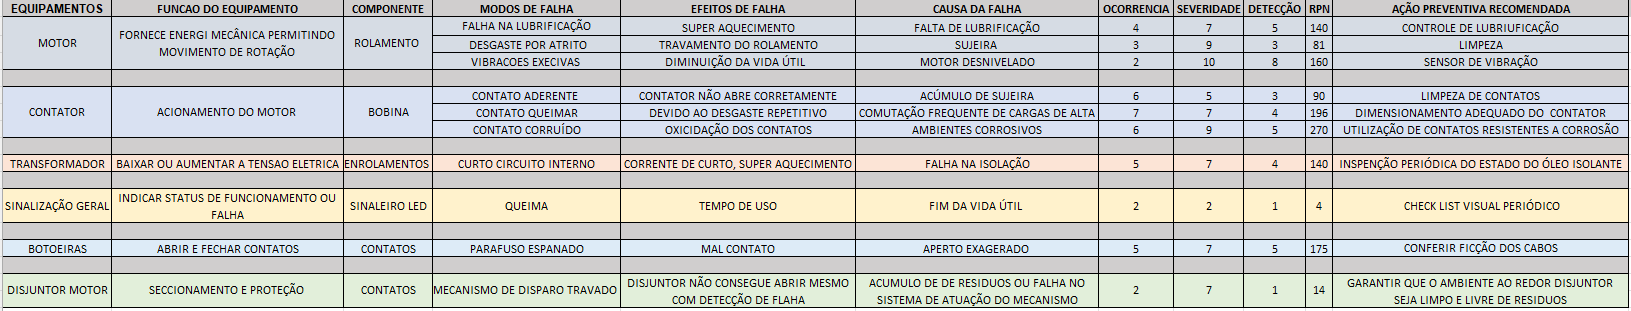 EQUIPAMENTOS FUNCAO DO EQUIPAMENTO COMPONENTE MODOS DE FALHA EFEITOS DE FALHA CAUSA DA FALHA OCORRENCIA SEVERIDADE DETECÇÃO RPN AÇÃO PREVENTIVA RECOMENDADA
MOTOR FORNECE ENERGI MECÂNICA PERMITINDO MOVIMENTO DE ROTAÇÃO ROLAMENTO FALHA NA LUBRIFICAÇÃO SUPER AQUECIMENTO FALTA DE LUBRIFICAÇÃO 4 7 5 140 CONTROLE DE LUBRIUFICAÇÃO
DESGASTE POR ATRITO TRAVAMENTO DO ROLAMENTO SUJEIRA 3 9 3 81 LIMPEZA
VIBRACOES EXECIVAS DIMINUIÇÃO DA VIDA ÚTIL MOTOR DESNIVELADO 2 10 8 160 SENSOR DE VIBRAÇÃO
CONTATOR ACIONAMENTO DO MOTOR BOBINA CONTATO ADERENTE CONTATOR NÃO ABRE CORRETAMENTE ACÚMULO DE SUJEIRA 6 5 3 90 LIMPEZA DE CONTATOS
CONTATO QUEIMAR DEVIDO AO DESGASTE REPETITIVO COMUTAÇÃO FREQUENTE DE CARGAS DE ALTA 7 7 4 196 DIMENSIONAMENTO ADEQUADO DO CONTATOR
CONTATO CORRUÍDO OXICIDAÇÃO DOS CONTATOS AMBIENTES CORROSIVOS 6 9 5 270 UTILIZAÇÃO DE CONTATOS RESISTENTES A CORROSÃO
TRANSFORMADOR BAIXAR OU AUMENTAR A TENSAO ELETRICA ENROLAMENTOS CURTO CIRCUITO INTERNO CORRENTE DE CURTO, SUPER AQUECIMENTO FALHA NA ISOLAÇÃO 5 7 4 140 INSPENÇÃO PERIÓDICA DO ESTADO DO ÓLEO ISOLANTE
SINALIZAÇÃO GERAL INDICAR STATUS DE FUNCIONAMENTO OU FALHA SINALEIRO LED QUEIMA TEMPO DE USO FIM DA VIDA ÚTIL 2 2 1 4 CHECK LIST VISUAL PERIÓDICO
BOTOEIRAS ABRIR E FECHAR CONTATOS CONTATOS PARAFUSO ESPANADO MAL CONTATO APERTO EXAGERADO 5 7 5 175 CONFERIR FICÇÃO DOS CABOS
DISJUNTOR MOTOR SECCIONAMENTO E PROTEÇÃO CONTATOS MECANISMO DE DISPARO TRAVADO DISJUNTOR NÃO CONSEGUE ABRIR MESMO COM DETECÇÃO DE FLAHA ACUMULO DE DE RESIDUOS OU FALHA NO SISTEMA DE ATUAÇÃO DO MECANISMO 2 7 1 14 GARANTIR QUE O AMBIENTE AO REDOR DISJUNTOR SEJA LIMPO E LIVRE DE RESIDUOS